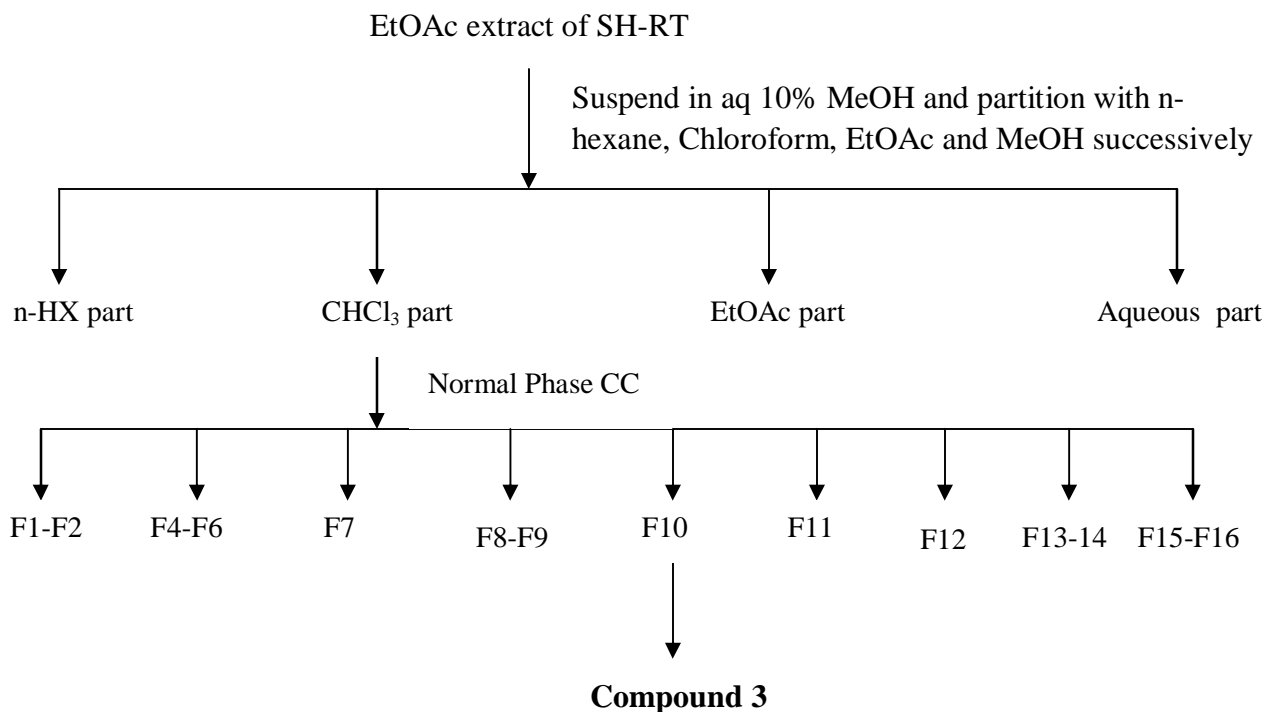 EtOAc extract of SH-RT
Suspend in aq 10% MeOH and partition with n-
hexane, Chloroform, EtOAc and MeOH successively
n-HX part
CHCl₃ part
EtOAc part
Aqueous part
Normal Phase CC
F1-F2
F4-F6
F7
F8-F9
F10
F11
F12
F13-14
F15-F16
Compound 3